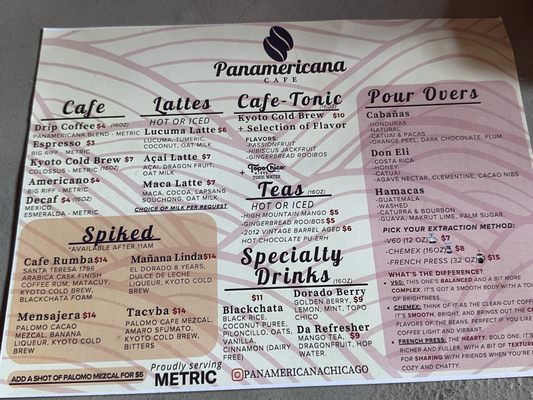 Panamericana
CAFE
Cafe
Drip Coffee $4 (16OZ)
PANAMERICANA BLEND - METRIC
Espresso $3
BIG RIFF - METRIC
Kyoto Cold Brew $7
COLOSSUS - METRIC (16OZ)
Americano $4
BIG RIFF - METRIC
Decaf $4 (16OZ)
MEXICO
ESMERALDA - METRIC
Lattes
HOT OR ICED
Lucuma Latte $6
LUCUMA, TUMERIC,
COCONUT, OAT MILK
Açai Latte $7
AÇAI, DRAGON FRUIT,
OAT MILK
Maca Latte $7
MACA, COCOA, LAPSANG
SOUCHONG, OAT MILK
CHOICE OF MILK PER REQUEST
Cafe-Tonic
(16OZ)
Kyoto Cold Brew $10
+ Selection of Flavor
FLAVORS:
-PASSIONFRUIT
-HIBISCUS JACKFRUIT
-GINGERBREAD ROOIBOS
+ Topo Chico
TONIC WATER
Teas (16OZ)
HOT OR ICED
-HIGH MOUNTAIN MANGO $5
-GINGERBREAD ROOIBOS $5
-2012 VINTAGE BARREL AGED $6
HOT CHOCOLATE PU-ERH
Specialty
Drinks (16OZ)
$11
Blackchata
BLACK RICE,
COCONUT PUREE,
PILONCILLO, OATS,
VANILLA,
CINNAMON (DAIRY
FREE)
Dorado Berry
GOLDEN BERRY, $9
LEMON, MINT, TOPO
CHICO
Da Refresher
MANGO TEA, $9
DRAGONFRUIT, HOP
WATER.
Pour Overs
Cabañas
-HONDURAS
-NATURAL
-CATUAI & PACAS
-ORANGE PEEL, DARK CHOCOLATE, PLUM
Don Eli
-COSTA RICA
-HONEY
-CATUAI
-AGAVE NECTAR, CLEMENTINE, CACAO NIBS
Hamacas
-GUATEMALA
-WASHED
-CATURRA & BOURBON
-GUAVA, MAKRUT LIME, PALM SUGAR
PICK YOUR EXTRACTION METHOD:
-V60 (12 OZ) $7
-CHEMEX (16OZ) $8
-FRENCH PRESS (32 OZ) $15
WHAT'S THE DIFFERENCE?
V60: THIS ONE'S BALANCED AND A BIT MORE
COMPLEX. IT'S GOT A SMOOTH BODY WITH A
OF BRIGHTNESS
CHEMEX: THINK OF IT AS THE CLEAN-CUT
IT'S SMOOTH, BRIGHT, AND BRINGS OUT THE
FLAVORS OF THE BEANS. PERFECT IF YOU LIKE
COFFEE LIGHT AND VIBRANT.
FRENCH PRESS: THE HEARTY, BOLD ONE. IT'S
RICHER AND FULLER, WITH A BIT OF
FOR SHARING WITH FRIENDS WHEN YOU'RE
COZY AND CHATTY.
Spiked
*AVAILABLE AFTER 11AM
Cafe Rumba $14
SANTA TERESA 1796
ARABICA CASK FINISH
COFFEE RUM, MATACUY,
KYOTO COLD BREW,
BLACKCHATA FOAM
Mañana Linda $14
EL DORADO 8 YEARS,
DULCE DE LECHE
LIQUEUR, KYOTO COLD
BREW
Mensajera $14
PALOMO CACAO
MEZCAL, BANANA
LIQUEUR, KYOTO COLD
BREW
Tacvba $14
PALOMO CAFE MEZCAL,
AMARO SFUMATO,
KYOTO COLD BREW,
BITTERS
ADD A SHOT OF PALOMO MEZCAL FOR $5
Proudly serving
METRIC
@PANAMERICANACHICAGO